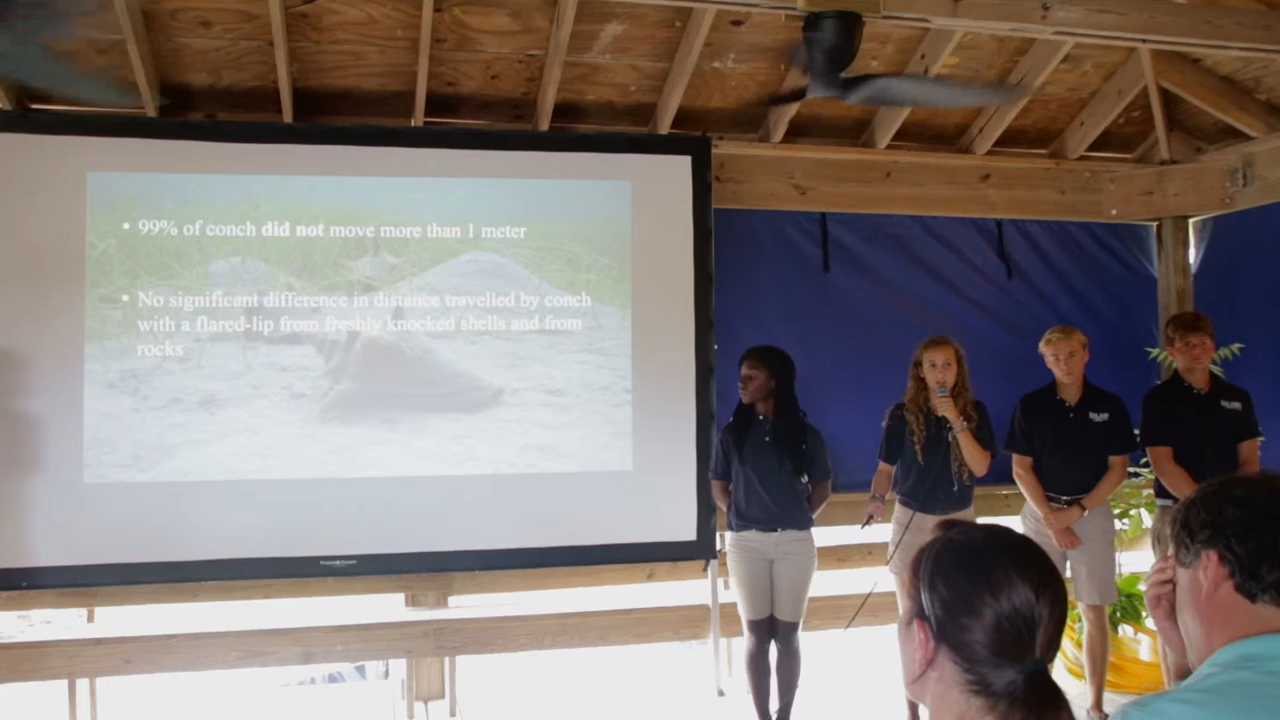 • 99% of conch did not move more than 1 meter
• No significant difference in distance travelled by conch
with a flared-lip from freshly knocked shells and from
rocks